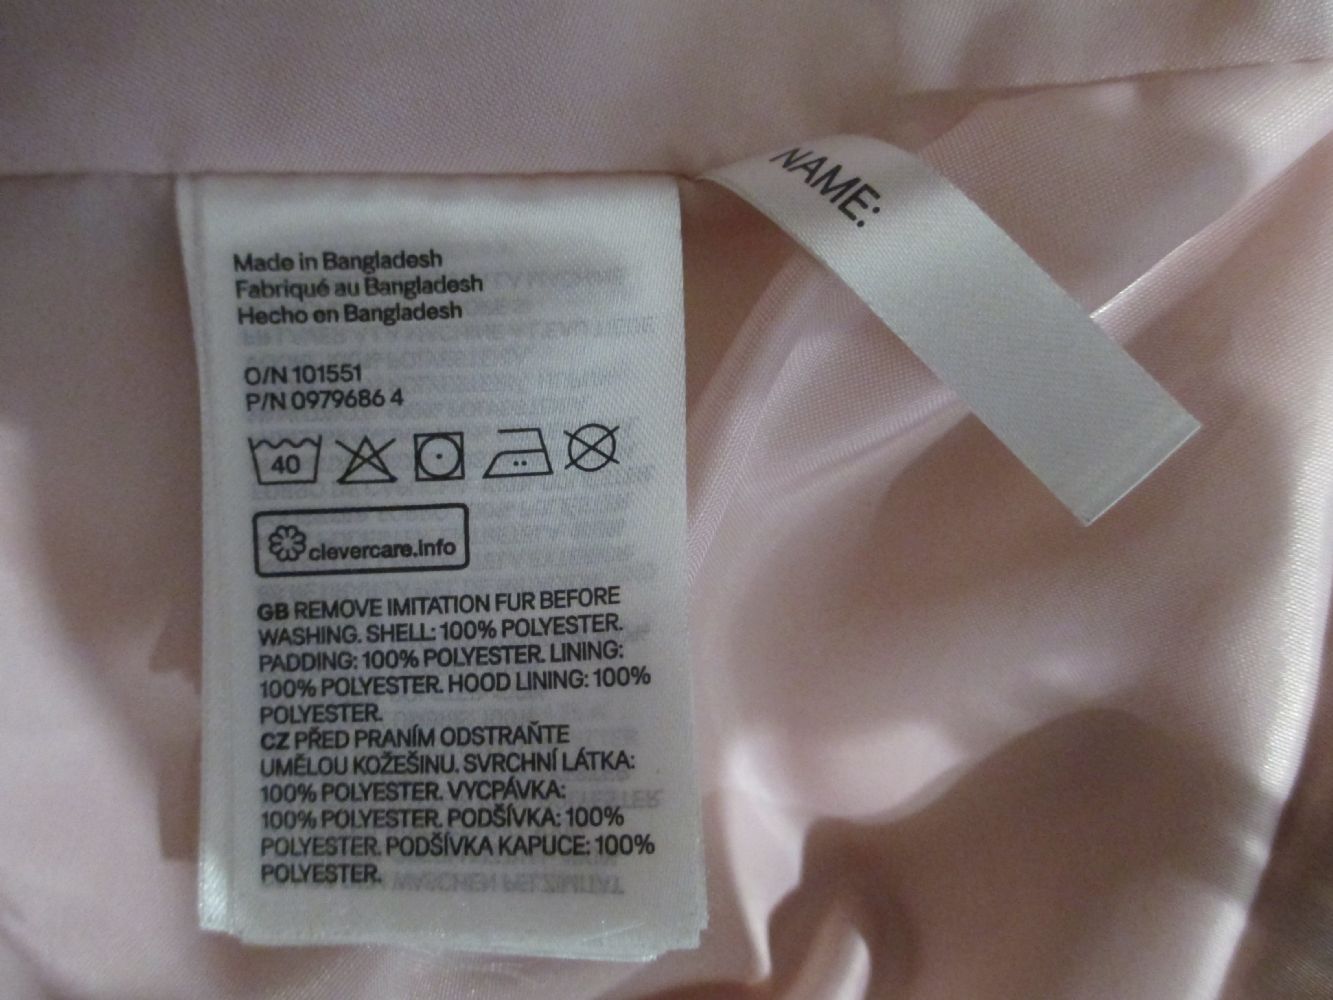 NAME:
Made in Bangladesh
Fabriqué au Bangladesh
Hecho en Bangladesh
O/N 101551
P/N 0979686 4
40
clevercare.info
GB REMOVE IMITATION FUR BEFORE
WASHING. SHELL: 100% POLYESTER.
PADDING: 100% POLYESTER. LINING:
100% POLYESTER. HOOD LINING: 100%
POLYESTER.
CZ PŘED PRANÍM ODSTRAŇTE
UMĚLOU KOŽEŠINU. SVRCHNÍ LÁTKA:
100% POLYESTER. VYCPÁVKA:
100% POLYESTER. PODŠÍVKA: 100%
POLYESTER. PODŠÍVKA KAPUCE: 100%
POLYESTER.